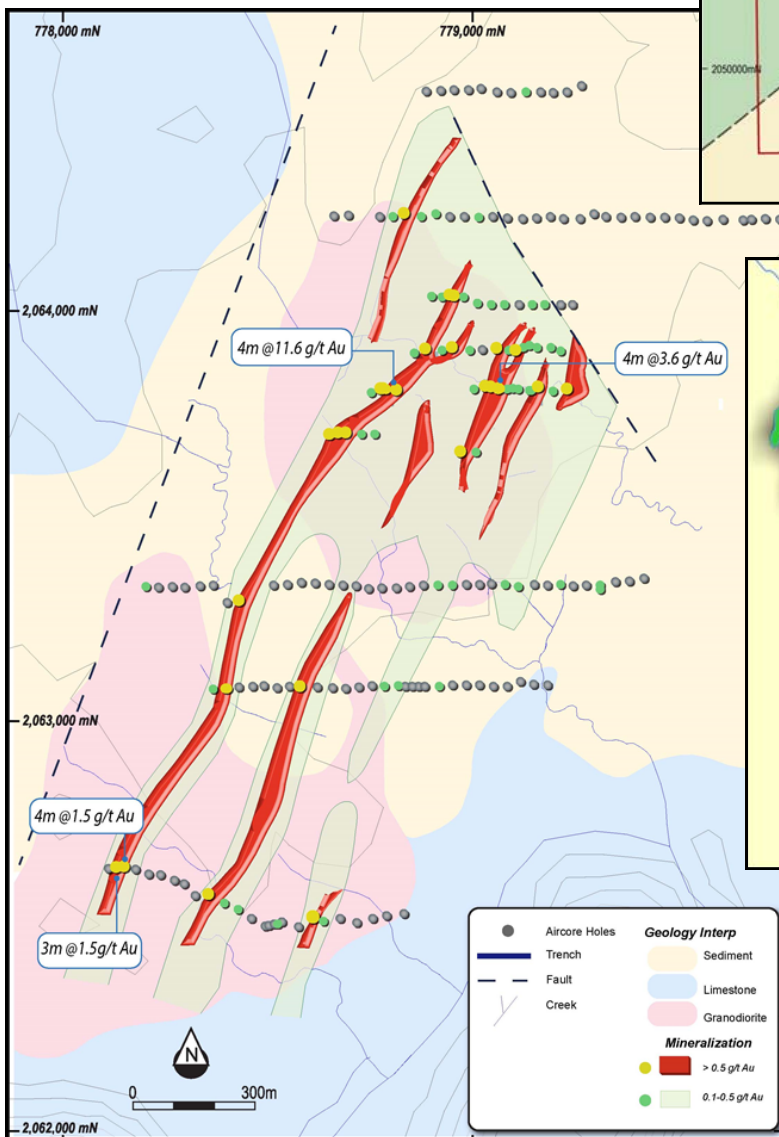 778,000 mN
779,000 mN
2050000mN
2,064,000 mN
4m @11.6 g/t Au
4m @3.6 g/t Au
2,063,000 mN
4m @1.5 g/t Au
3m @1.5g/t Au
N
0
300m
2,062,000 mN
Aircore Holes
Trench
Fault
Creek
Geology Interp
Sediment
Limestone
Granodiorite
Mineralization
> 0.5 g/t Au
0.1-0.5 g/t Au